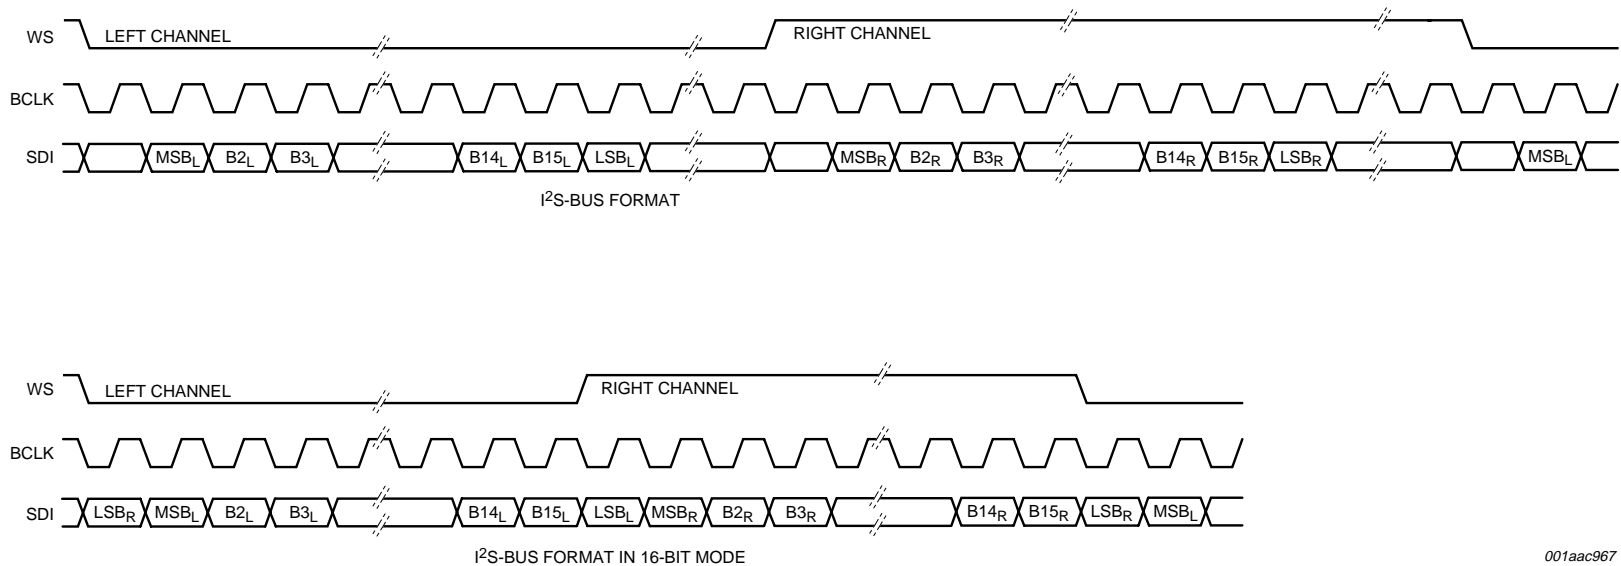 WS LEFT CHANNEL RIGHT CHANNEL
BCLK
SDI MSBL B2L B3L B14L B15L LSBL MSBR B2R B3R B14R B15R LSBR MSBL
I2S-BUS FORMAT
WS LEFT CHANNEL RIGHT CHANNEL
BCLK
SDI LSBR MSBL B2L B3L B14L B15L LSBL MSBR B2R B3R B14R B15R LSBR MSBL
I2S-BUS FORMAT IN 16-BIT MODE
001aac967